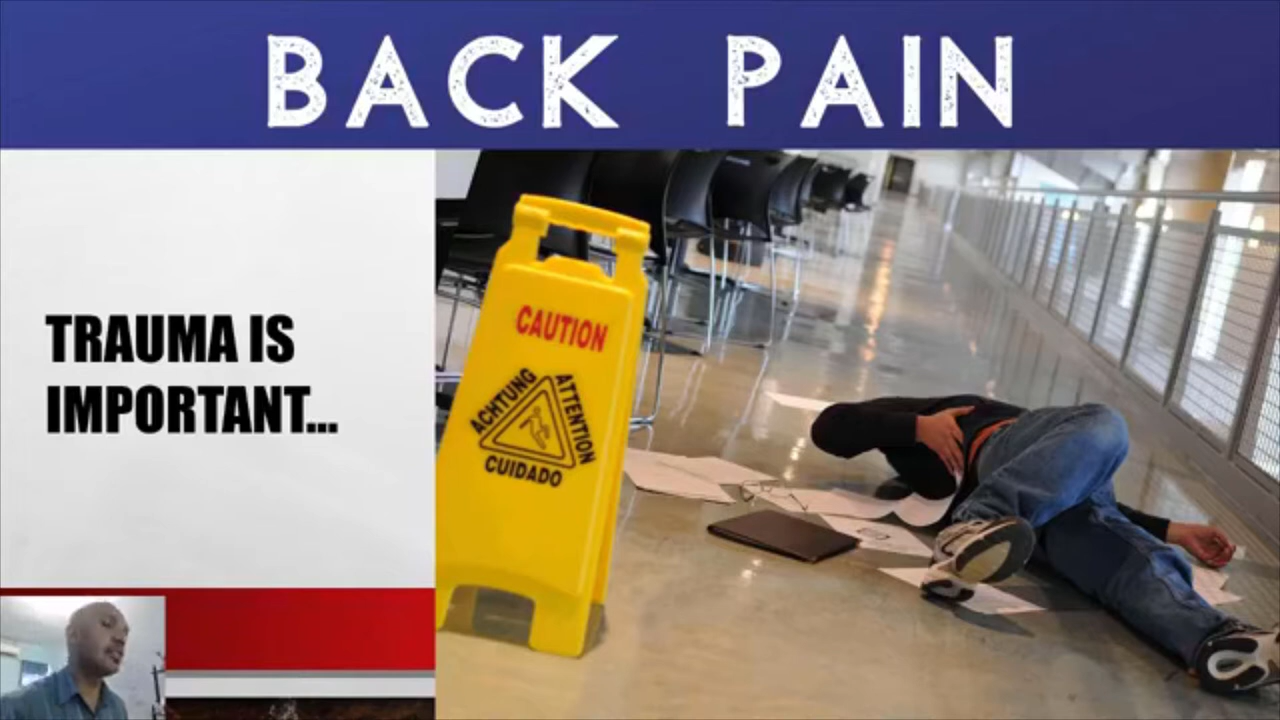 BACK PAIN
TRAUMA IS
IMPORTANT...
CAUTION
ACHTUNG
ATTENTION
CUIDADO